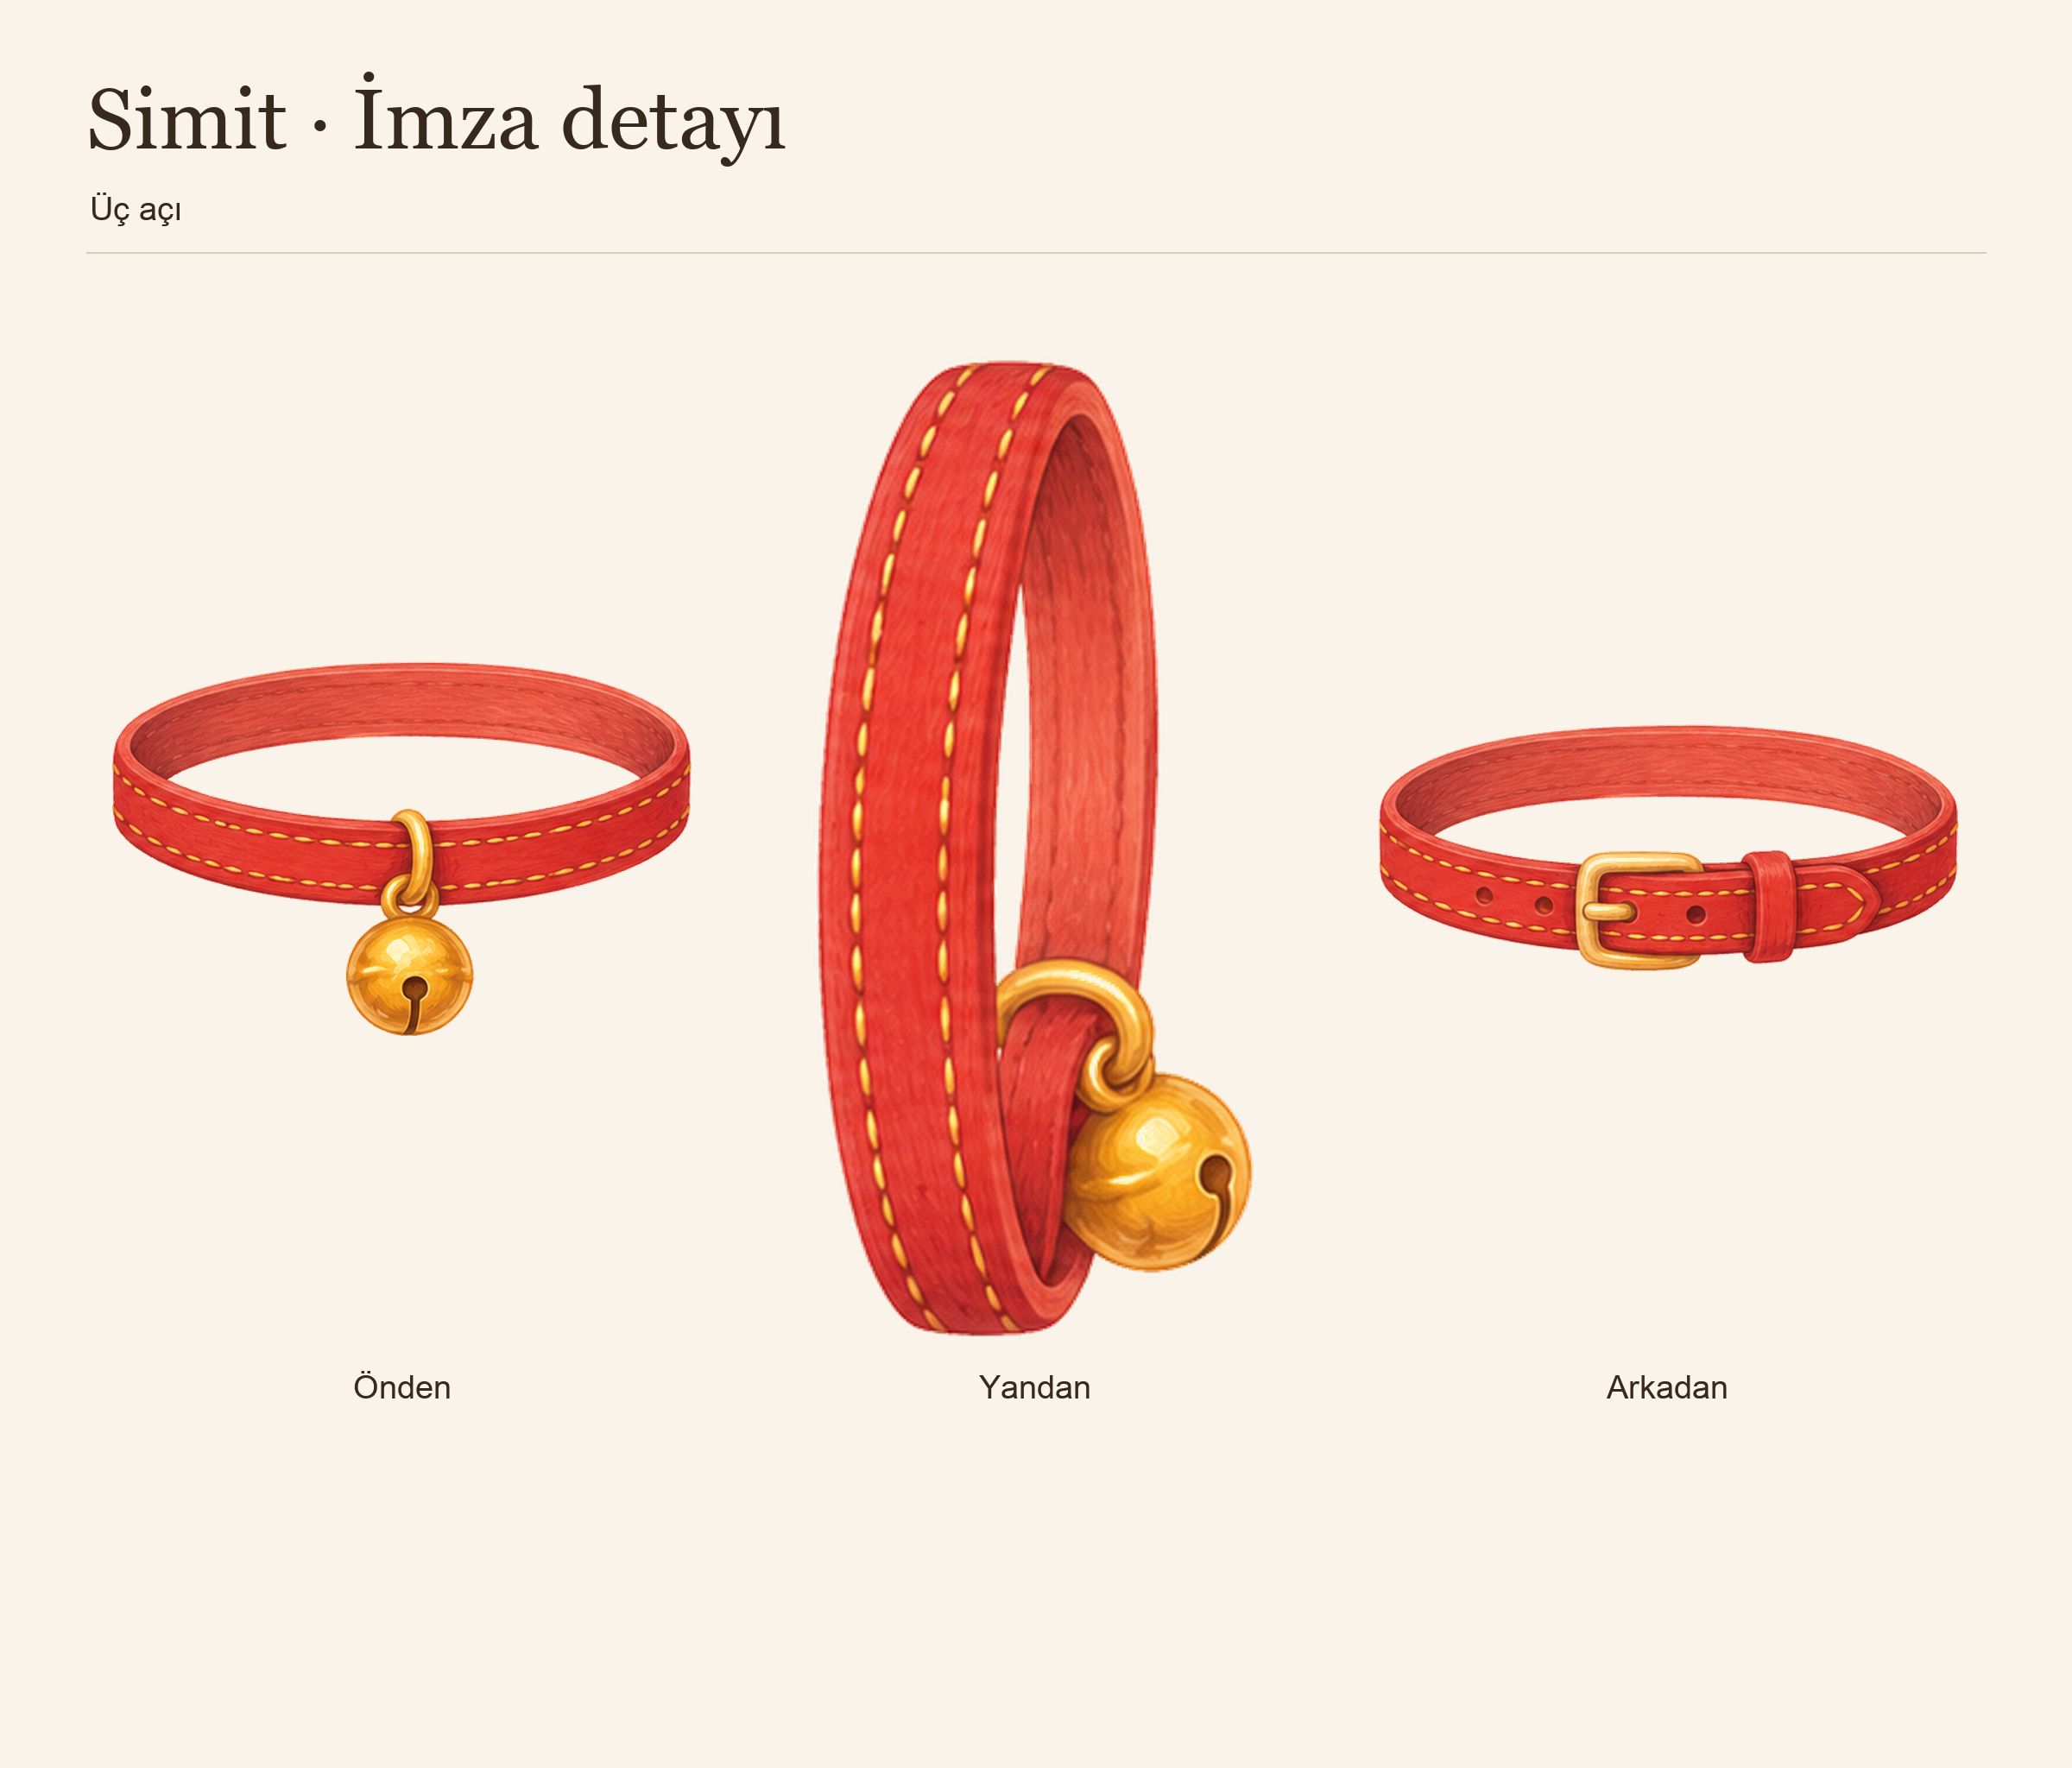 Simit · İmza detayı
Üç açı
Önden
Yandan
Arkadan